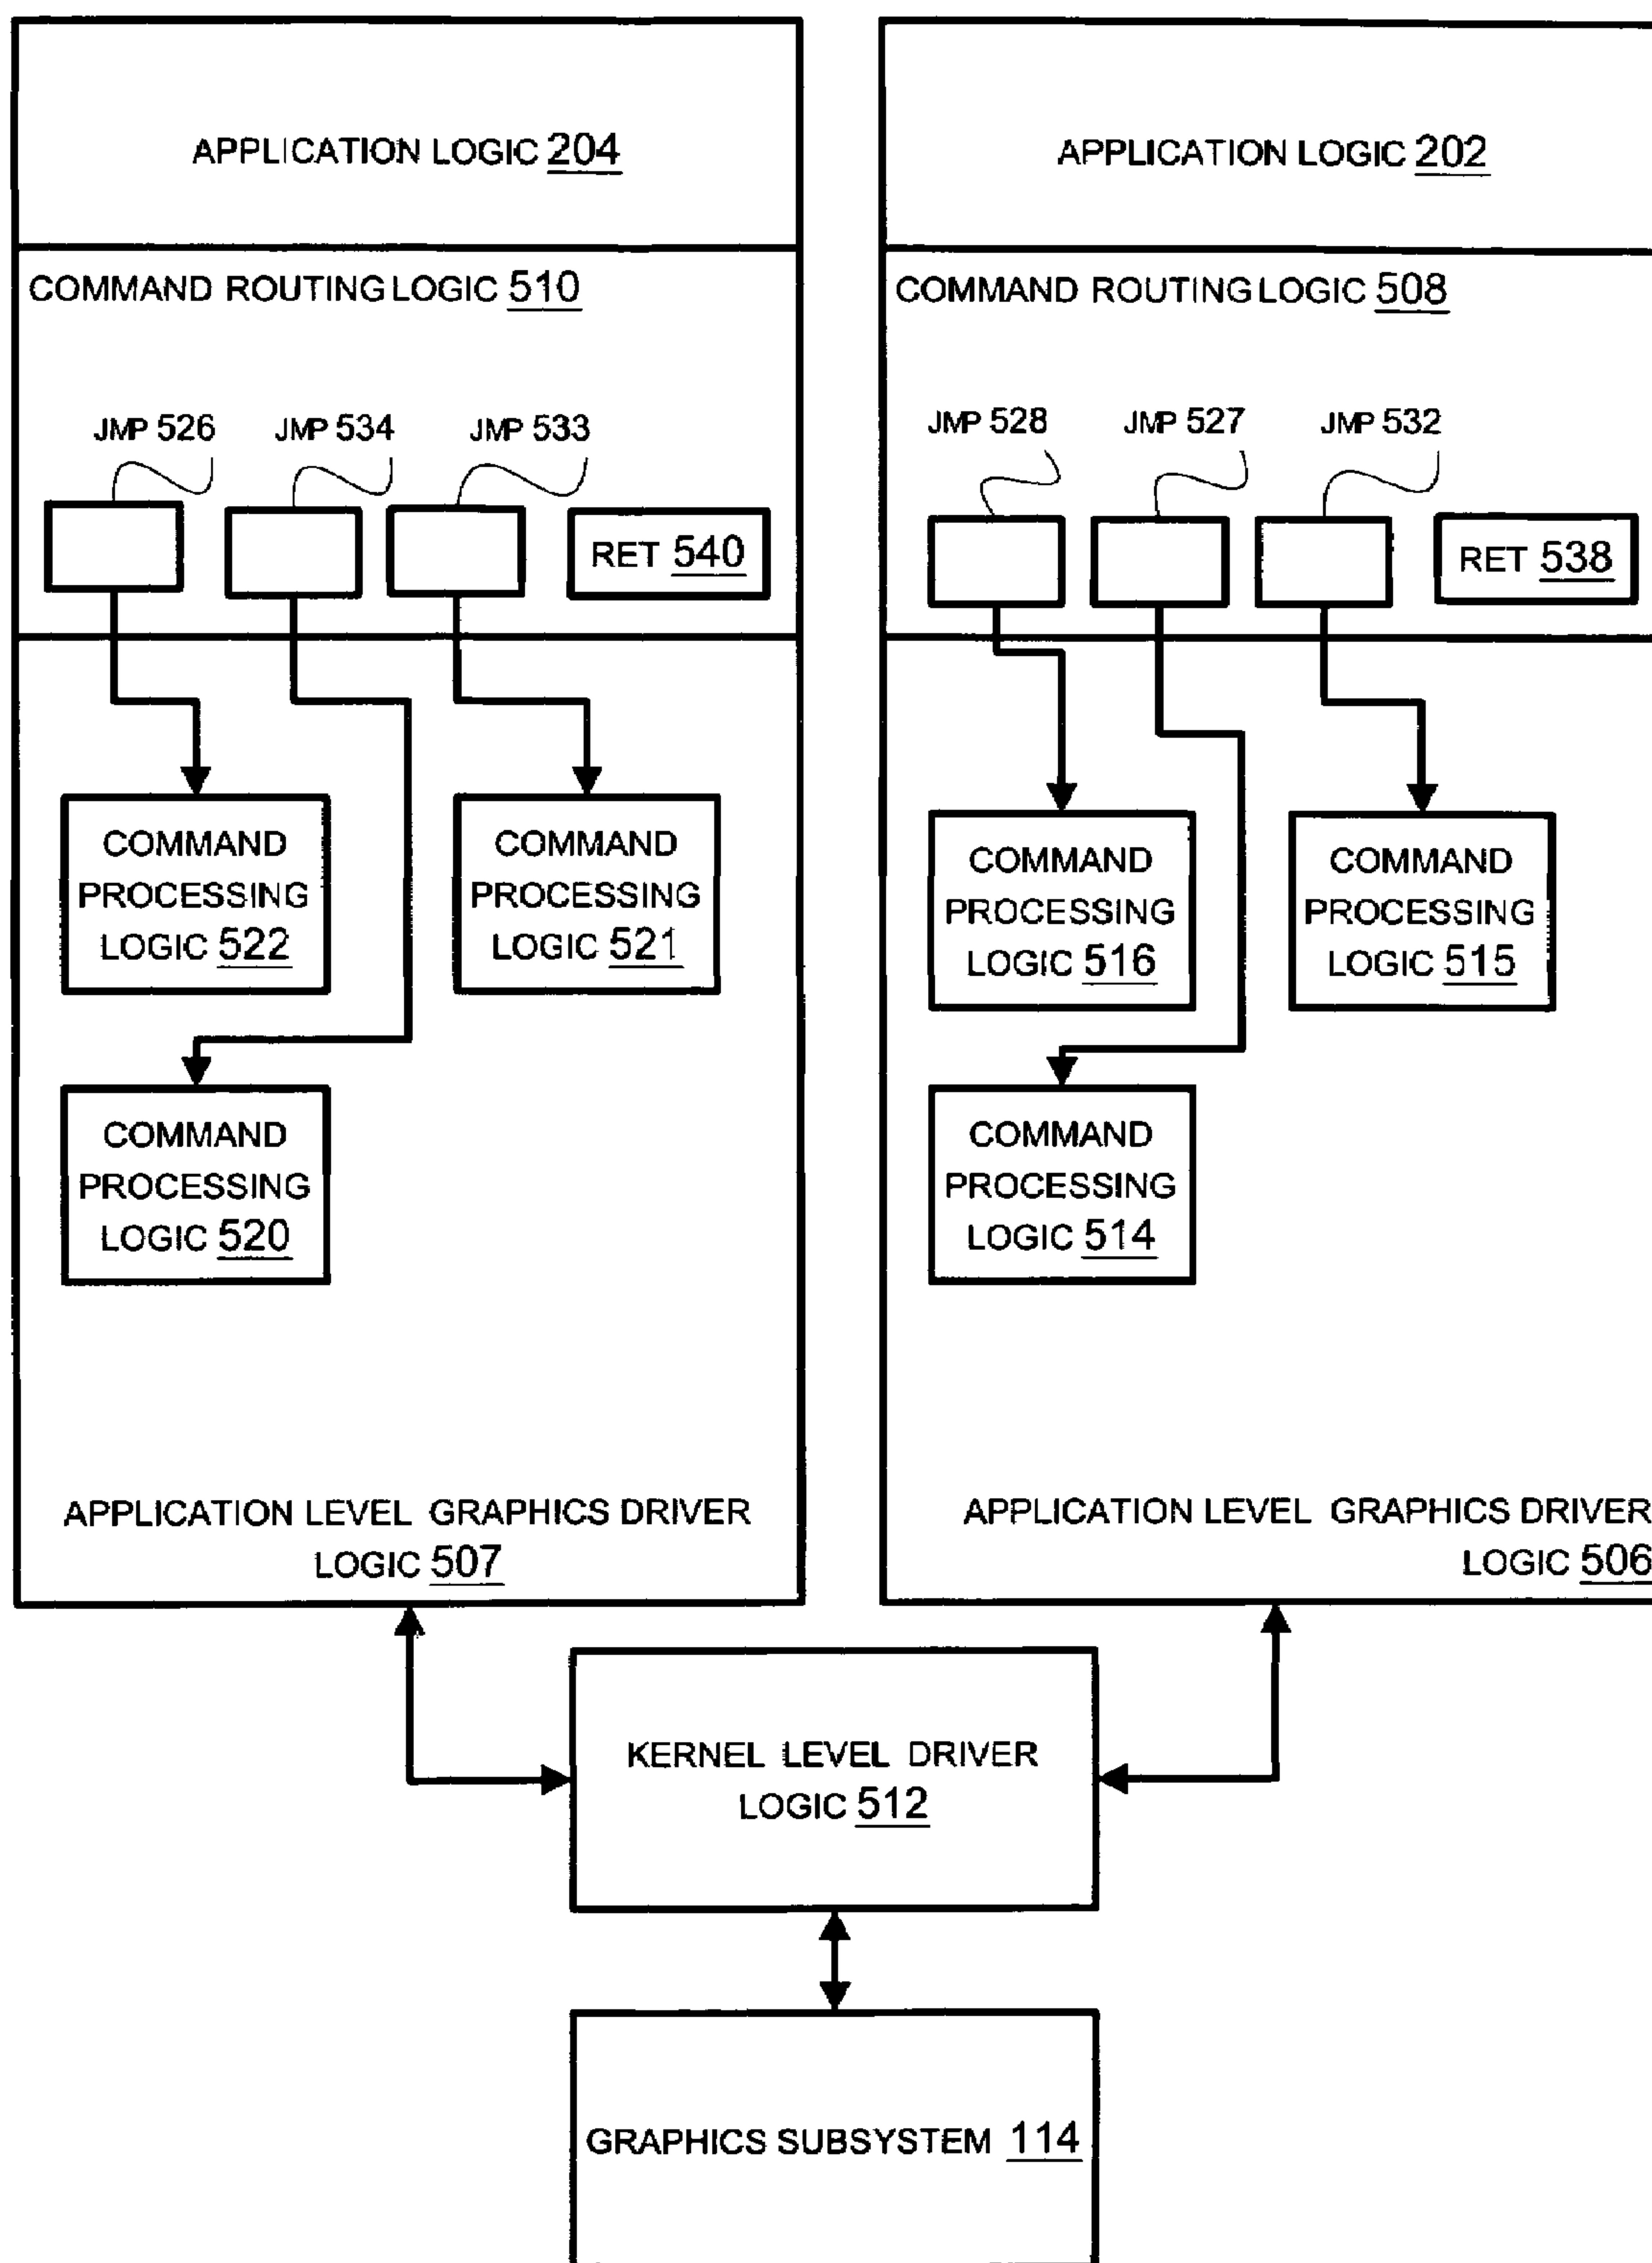 APPLICATION LOGIC 204
COMMAND ROUTING LOGIC 510
JMP 526
JMP 534
JMP 533
RET 540
COMMAND
PROCESSING
LOGIC 522
COMMAND
PROCESSING
LOGIC 521
COMMAND
PROCESSING
LOGIC 520
APPLICATION LEVEL GRAPHICS DRIVER
LOGIC 507
APPLICATION LOGIC 202
COMMAND ROUTING LOGIC 508
JMP 528
JMP 527
JMP 532
RET 538
COMMAND
PROCESSING
LOGIC 516
COMMAND
PROCESSING
LOGIC 515
COMMAND
PROCESSING
LOGIC 514
APPLICATION LEVEL GRAPHICS DRIVER
LOGIC 506
KERNEL LEVEL DRIVER
LOGIC 512
GRAPHICS SUBSYSTEM 114